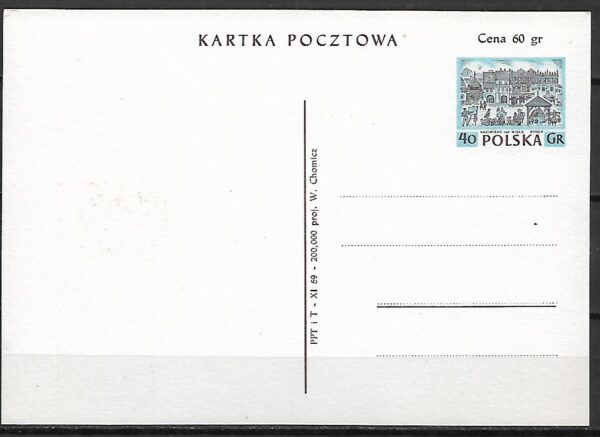 KARTKA POCZTOWA
Cena 60 gr
KAZIMIERZ NAD WISŁĄ RYNEK
40 POLSKA GR
PPT i T - XI 59 - 200,000 proj. W. Chomicz